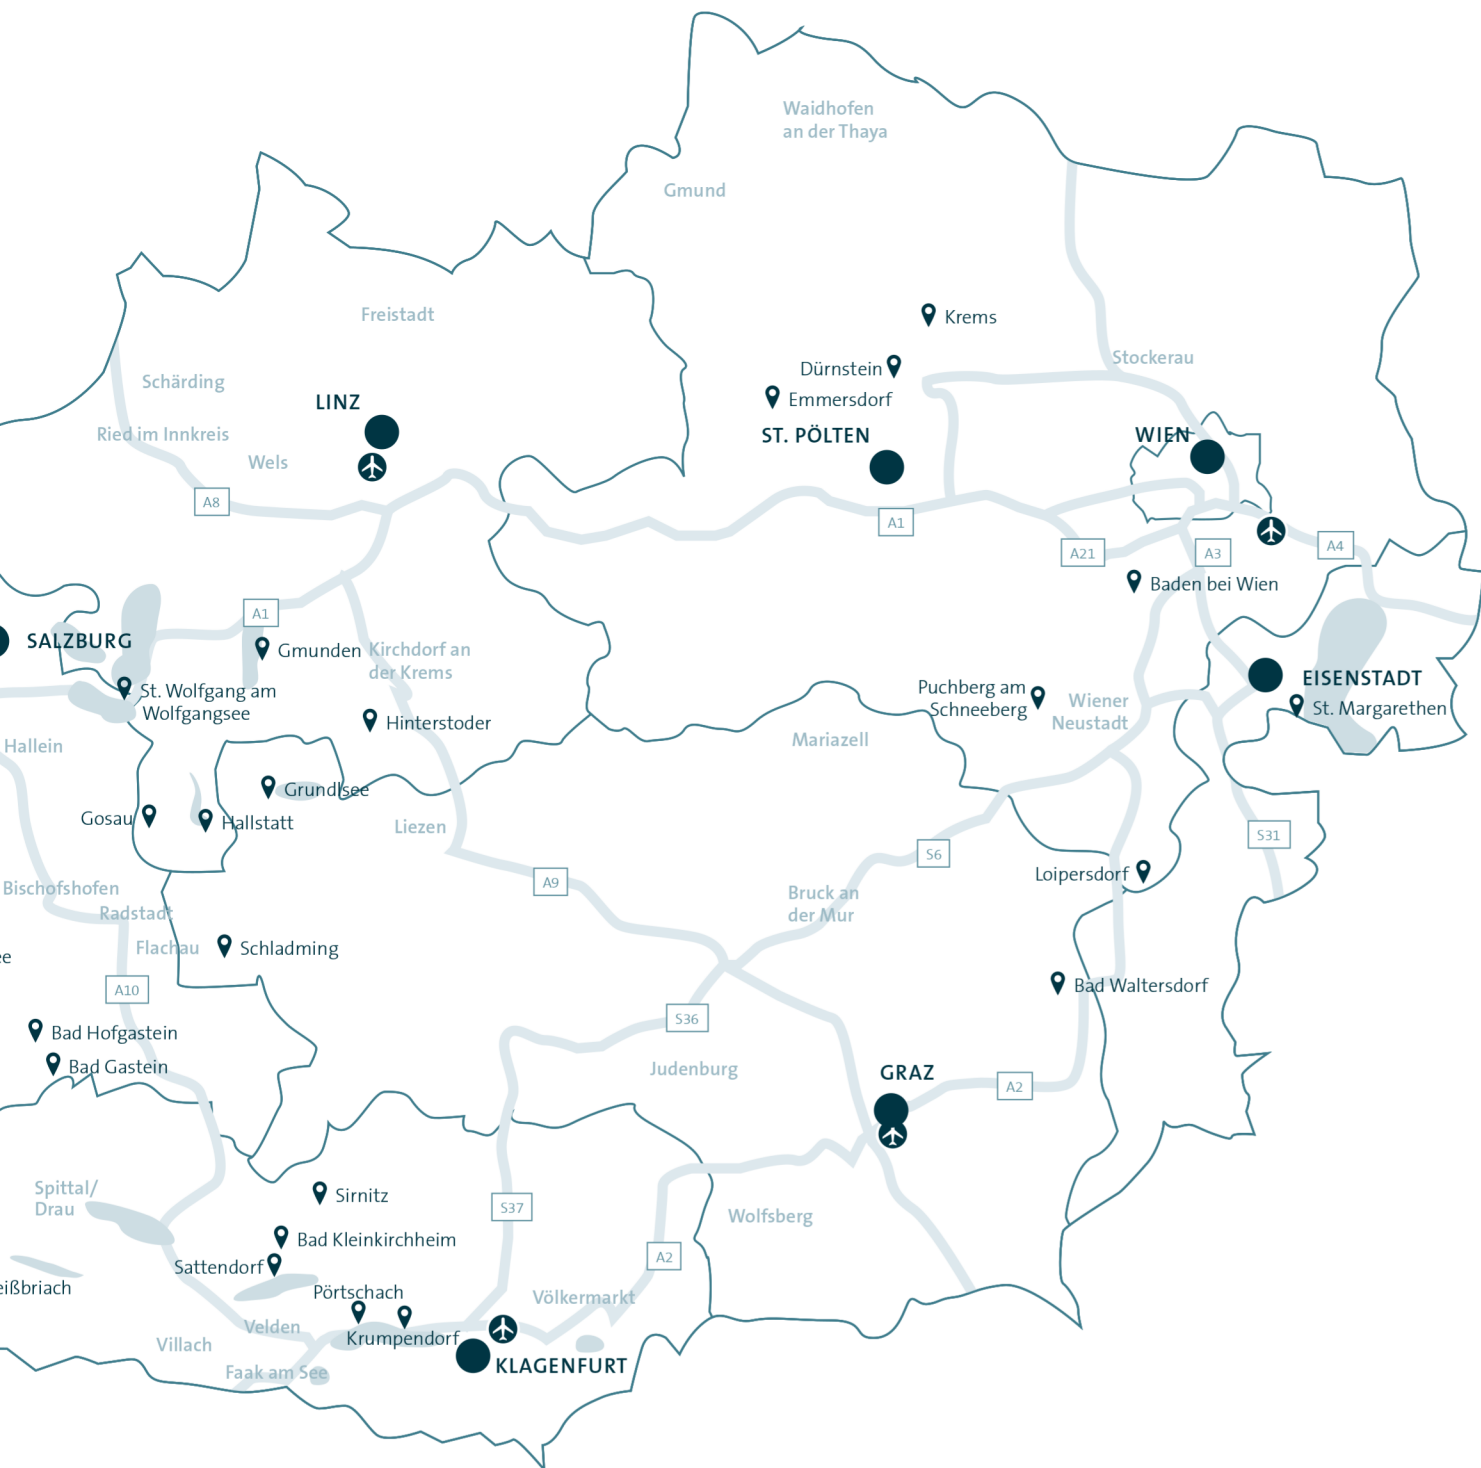 Waidhofen
an der Thaya
Gmund
Freistadt
Krems
Stockerau
Dürnstein
Schärding
Emmersdorf
LINZ
Ried im Innkreis
ST. PÖLTEN
WIEN
Wels
A8
A1
A21
A3
A4
Baden bei Wien
A1
SALZBURG
Gmunden
Kirchdorf an
der Krems
St. Wolfgang am
Wolfgangsee
Hinterstoder
Puchberg am
Schneeberg
Wiener
Neustadt
EISENSTADT
St. Margarethen
Hallein
Mariazell
Grundlsee
Gosau
Hallstatt
Liezen
S31
S6
Loipersdorf
A9
Bischofshofen
Radstadt
Bruck an
der Mur
Flachau
Schladming
ee
A10
Bad Waltersdorf
S36
Bad Hofgastein
Bad Gastein
Judenburg
GRAZ
A2
Spittal/
Drau
Sirnitz
S37
Wolfsberg
Bad Kleinkirchheim
Sattendorf
A2
eißbriach
Pörtschach
Völkermarkt
Velden
Villach
Krumpendorf
KLAGENFURT
Faak am See